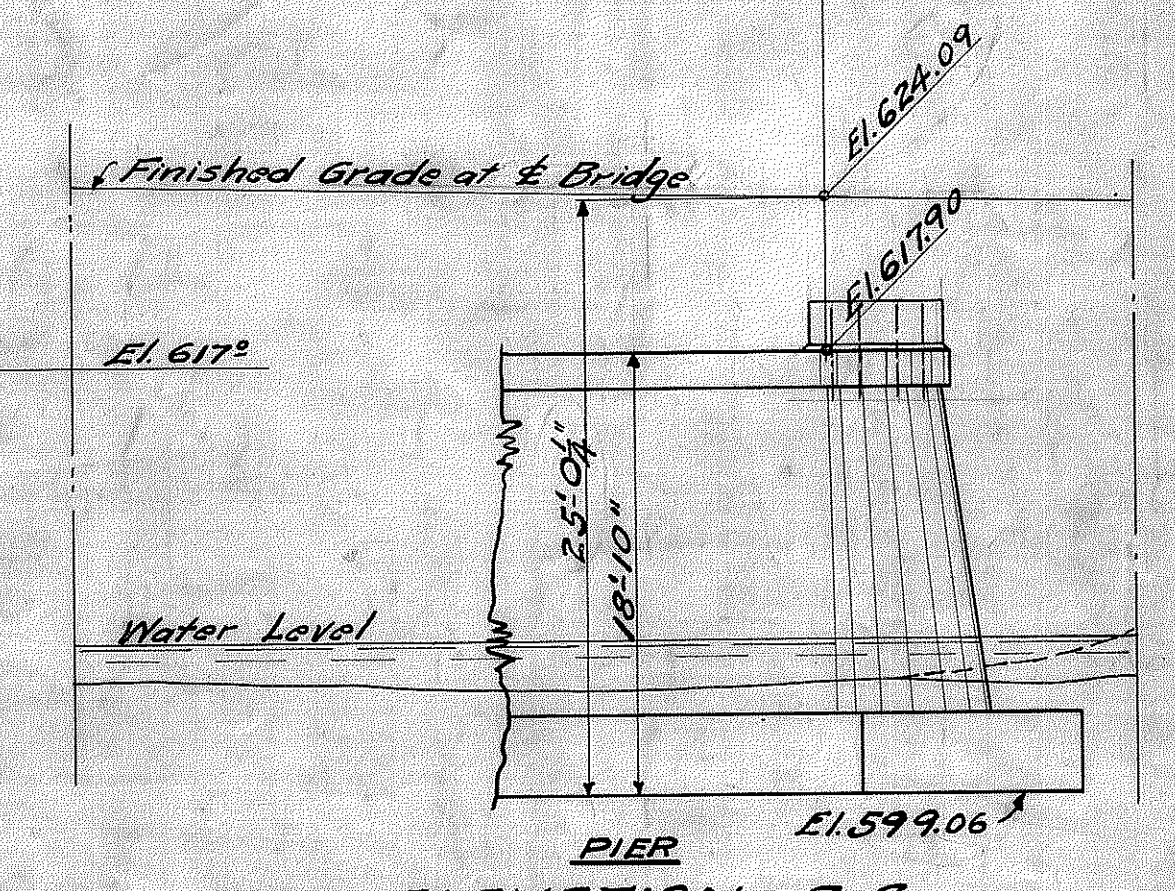 El. 624.09
Finished Grade at ℄ Bridge
El. 617.90
El. 617º
25'-0¼"
18'-10"
Water Level
El. 599.06
PIER